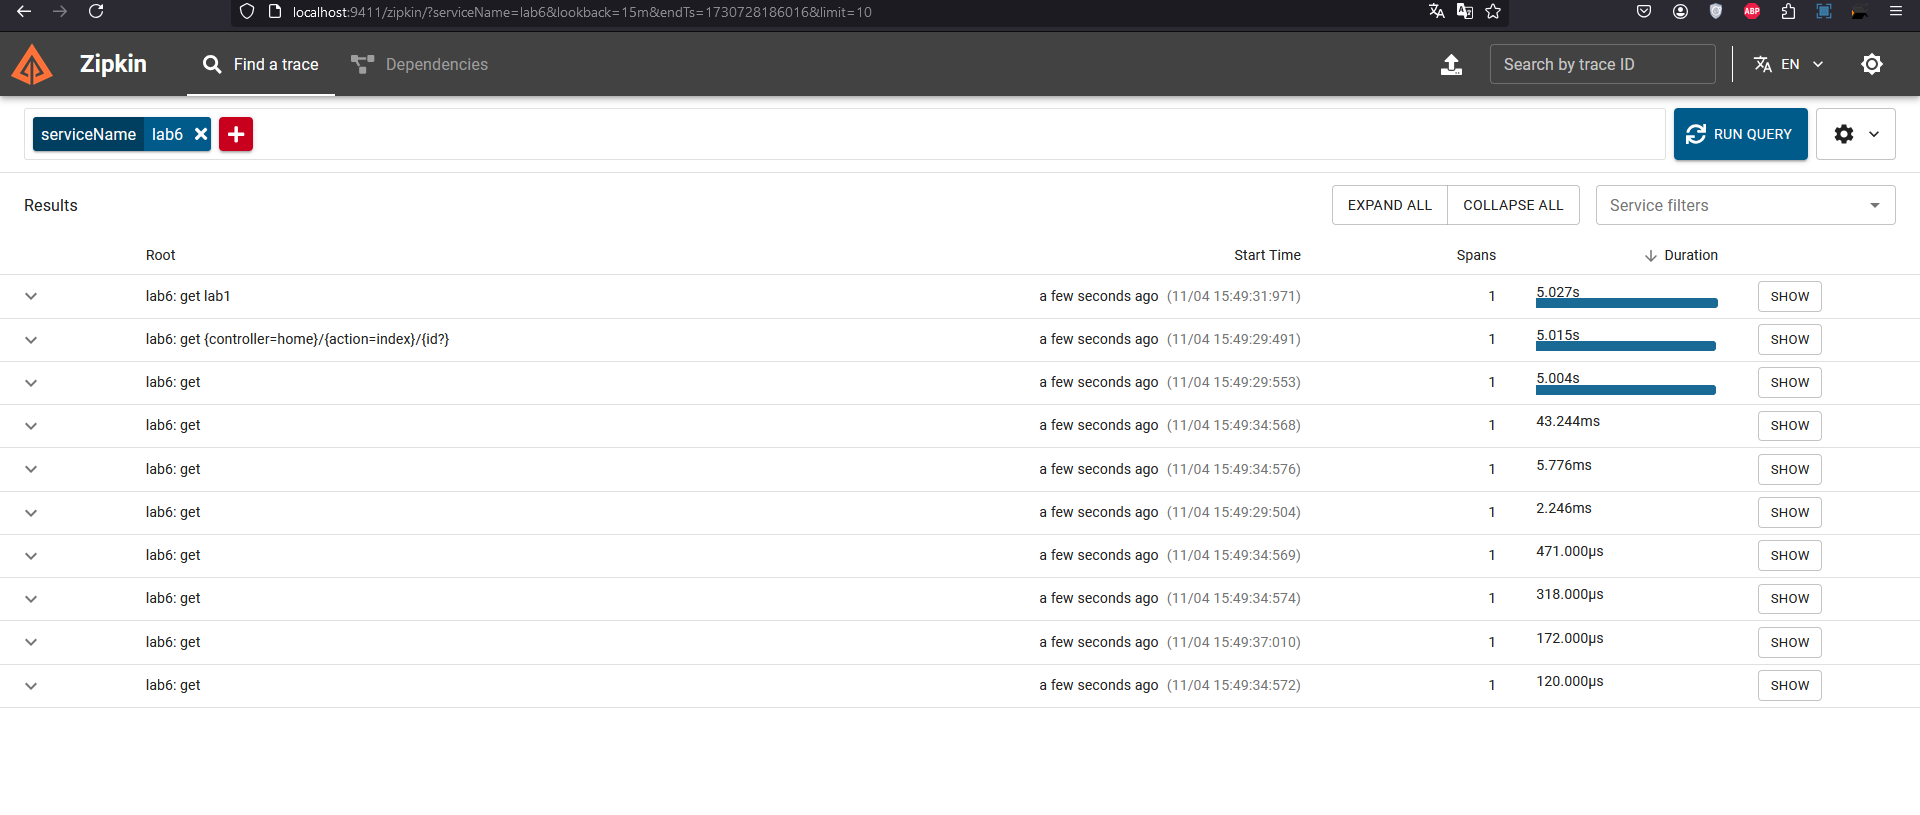 localhost:9411/zipkin/?serviceName=lab6&lookback=15m&endTs=1730728186016&limit=10
ABP
Zipkin Find a trace Dependencies Search by trace ID EN
serviceName lab6 RUN QUERY
Results EXPAND ALL COLLAPSE ALL Service filters
Root Start Time Spans Duration
lab6: get lab1 a few seconds ago (11/04 15:49:31:971) 1 5.027s SHOW
lab6: get {controller=home}/{action=index}/{id?} a few seconds ago (11/04 15:49:29:491) 1 5.015s SHOW
lab6: get a few seconds ago (11/04 15:49:29:553) 1 5.004s SHOW
lab6: get a few seconds ago (11/04 15:49:34:568) 1 43.244ms SHOW
lab6: get a few seconds ago (11/04 15:49:34:576) 1 5.776ms SHOW
lab6: get a few seconds ago (11/04 15:49:29:504) 1 2.246ms SHOW
lab6: get a few seconds ago (11/04 15:49:34:569) 1 471.000μs SHOW
lab6: get a few seconds ago (11/04 15:49:34:574) 1 318.000μs SHOW
lab6: get a few seconds ago (11/04 15:49:37:010) 1 172.000μs SHOW
lab6: get a few seconds ago (11/04 15:49:34:572) 1 120.000μs SHOW